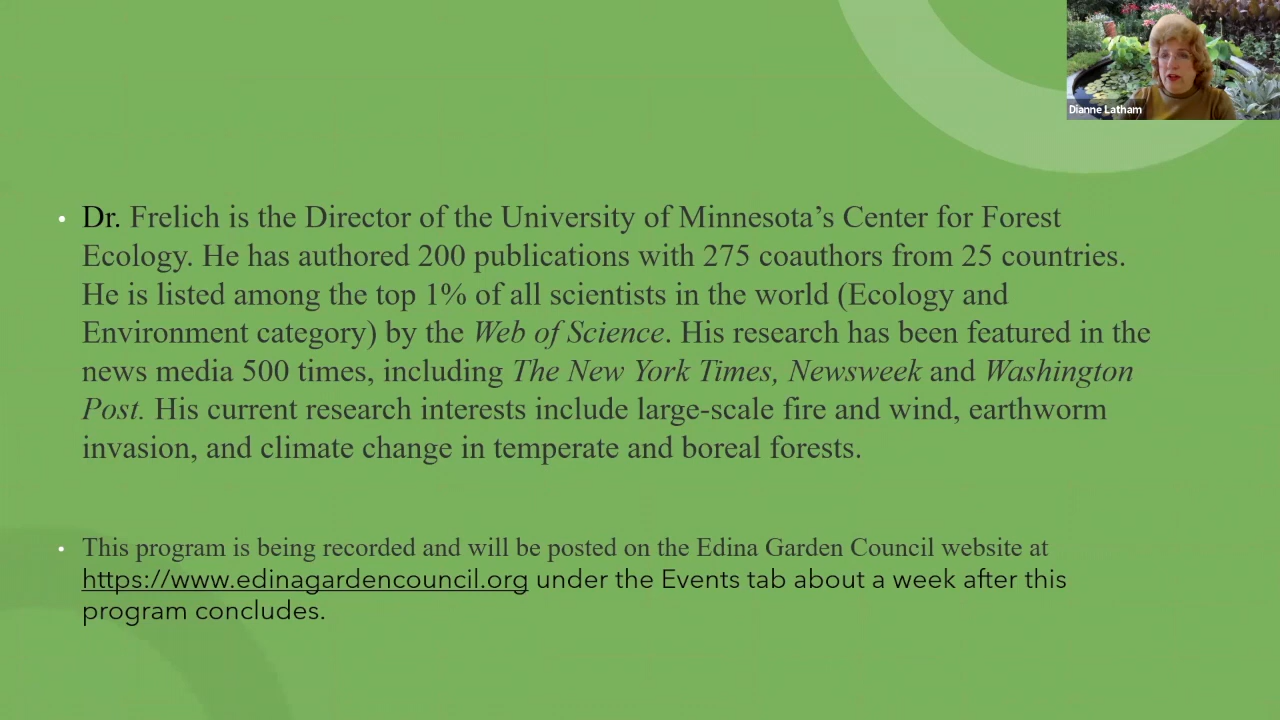 Dianne Latham
• Dr. Frelich is the Director of the University of Minnesota’s Center for Forest
Ecology. He has authored 200 publications with 275 coauthors from 25 countries.
He is listed among the top 1% of all scientists in the world (Ecology and
Environment category) by the Web of Science. His research has been featured in the
news media 500 times, including The New York Times, Newsweek and Washington
Post. His current research interests include large-scale fire and wind, earthworm
invasion, and climate change in temperate and boreal forests.
• This program is being recorded and will be posted on the Edina Garden Council website at
https://www.edinagardencouncil.org under the Events tab about a week after this
program concludes.